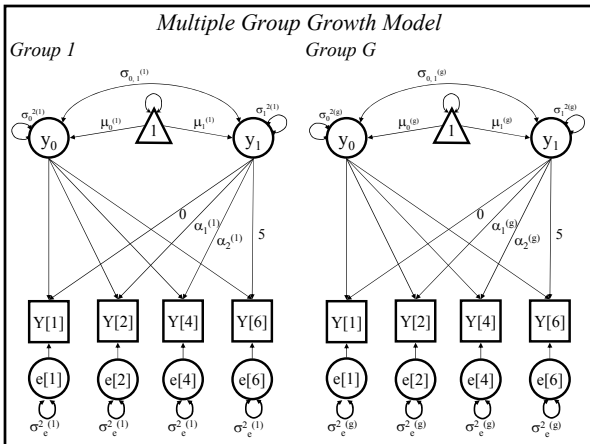 Multiple Group Growth Model
Group 1 Group G
σ₀,₁⁽¹⁾ σ₀,₁⁽ᵍ⁾
σ₀²⁽¹⁾ σ₁²⁽¹⁾ σ₀²⁽ᵍ⁾ σ₁²⁽ᵍ⁾
μ₀⁽¹⁾ 1 μ₁⁽¹⁾ μ₀⁽ᵍ⁾ 1 μ₁⁽ᵍ⁾
y₀ y₁ y₀ y₁
0 α₁⁽¹⁾ α₂⁽¹⁾ 5 0 α₁⁽ᵍ⁾ α₂⁽ᵍ⁾ 5
Y[1] Y[2] Y[4] Y[6] Y[1] Y[2] Y[4] Y[6]
e[1] e[2] e[4] e[6] e[1] e[2] e[4] e[6]
σ²ₑ⁽¹⁾ σ²ₑ⁽¹⁾ σ²ₑ⁽¹⁾ σ²ₑ⁽¹⁾ σ²ₑ⁽ᵍ⁾ σ²ₑ⁽ᵍ⁾ σ²ₑ⁽ᵍ⁾ σ²ₑ⁽ᵍ⁾